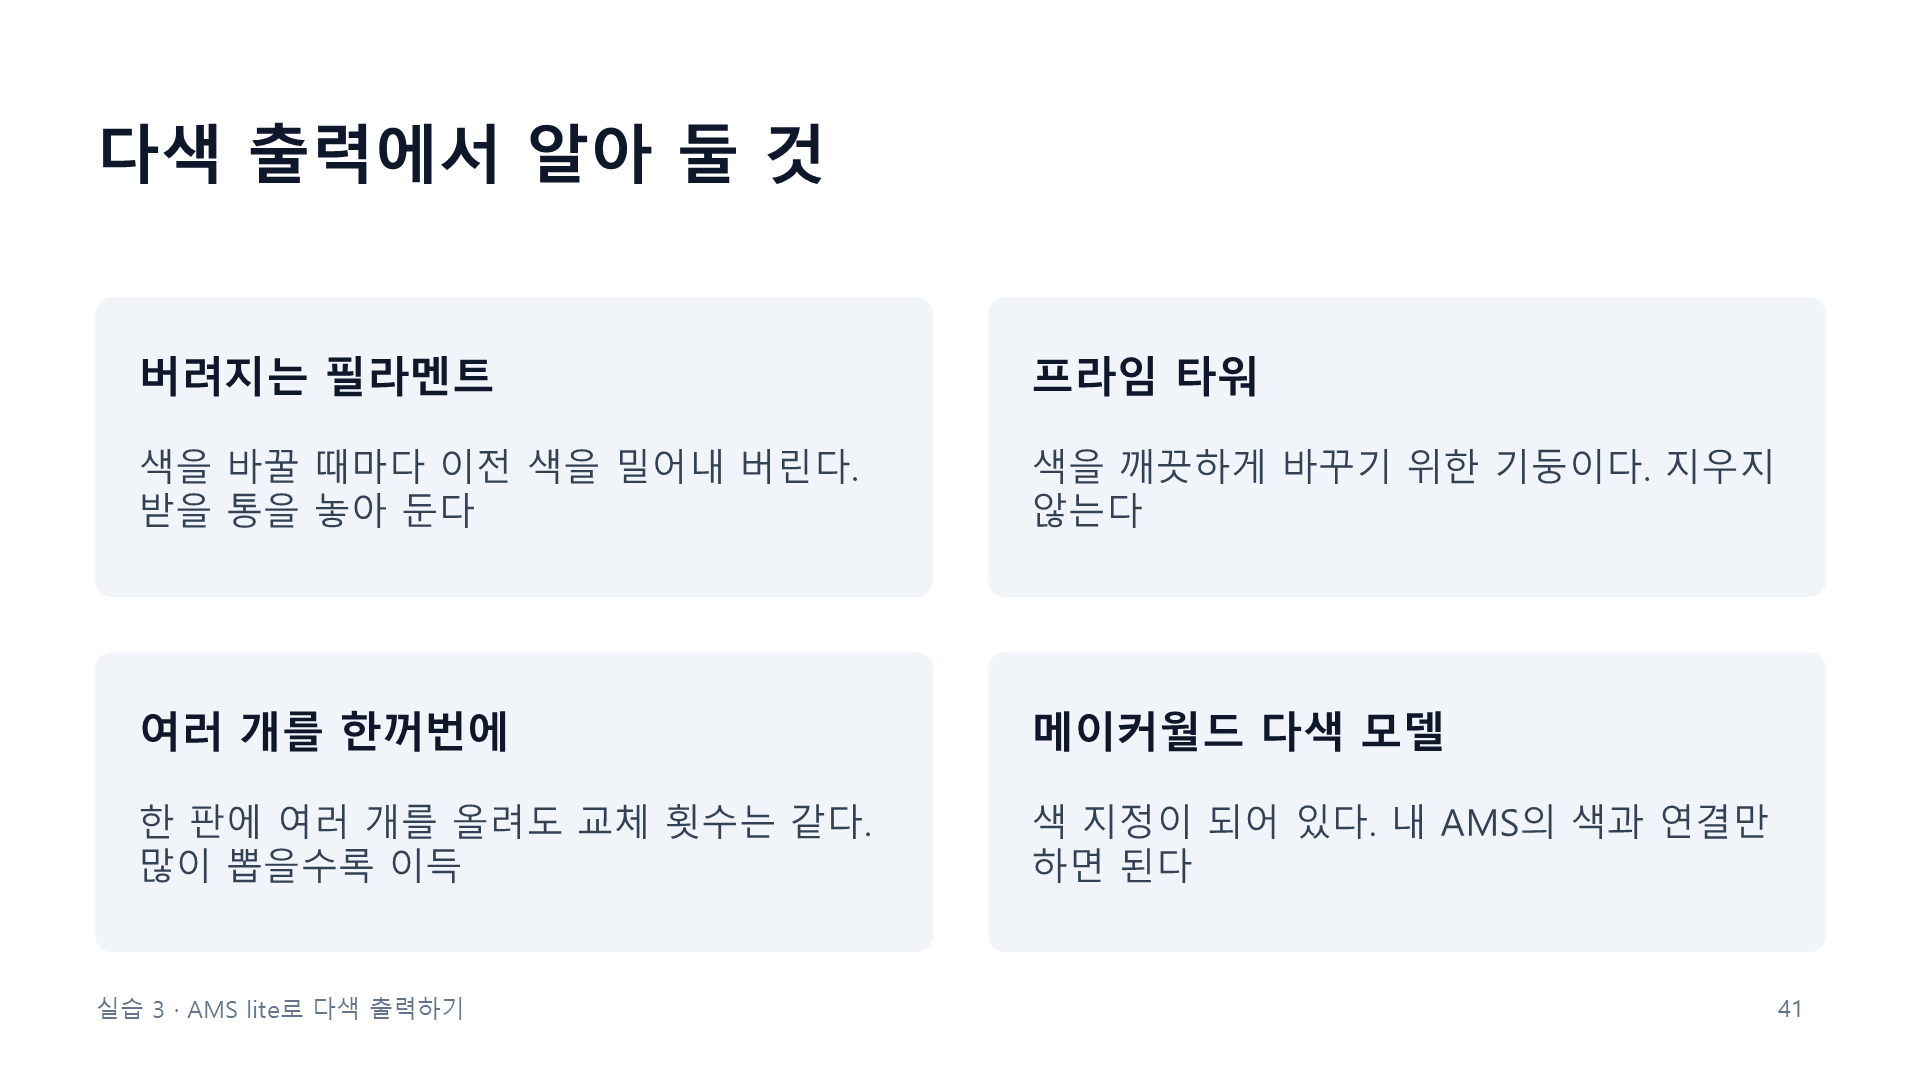 다색 출력에서 알아 둘 것
버려지는 필라멘트
색을 바꿀 때마다 이전 색을 밀어내 버린다.
받을 통을 놓아 둔다
프라임 타워
색을 깨끗하게 바꾸기 위한 기둥이다. 지우지
않는다
여러 개를 한꺼번에
한 판에 여러 개를 올려도 교체 횟수는 같다.
많이 뽑을수록 이득
메이커월드 다색 모델
색 지정이 되어 있다. 내 AMS의 색과 연결만
하면 된다
실습 3 · AMS lite로 다색 출력하기
41